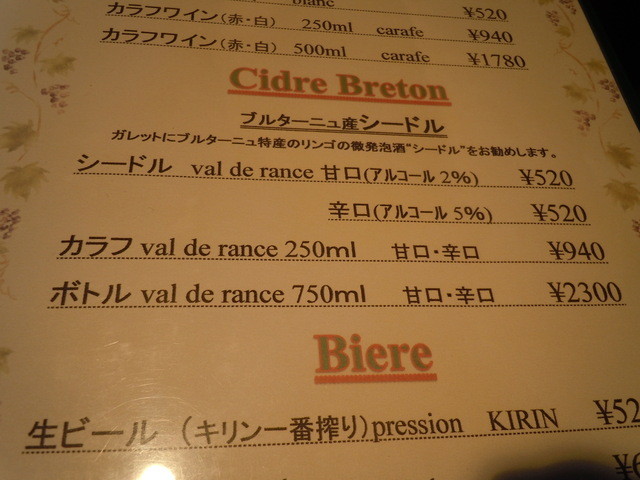 blanc ¥520
カラフワイン(赤・白) 250ml carafe ¥940
カラフワイン(赤・白) 500ml carafe ¥1780
Cidre Breton
ブルターニュ産シードル
ガレットにブルターニュ特産のリンゴの微発泡酒"シードル"をお勧めします。
シードル val de rance 甘口(アルコール 2%) ¥520
辛口(アルコール 5%) ¥520
カラフ val de rance 250ml 甘口・辛口 ¥940
ボトル val de rance 750ml 甘口・辛口 ¥2300
Biere
生ビール (キリン一番搾り)pression KIRIN ¥52